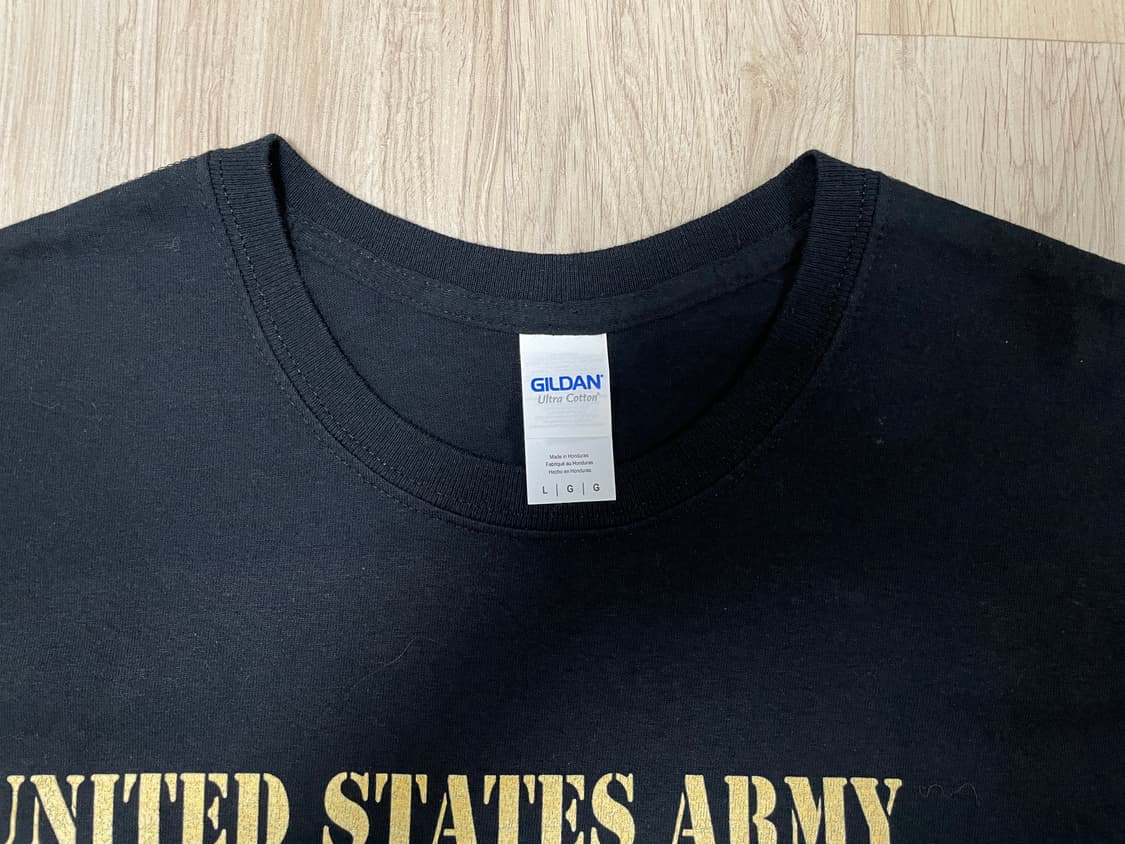 GILDAN®
Ultra Cotton®
Made in Honduras
Fabriqué au Honduras
Hecho en Honduras
L | G | G
UNITED STATES ARMY